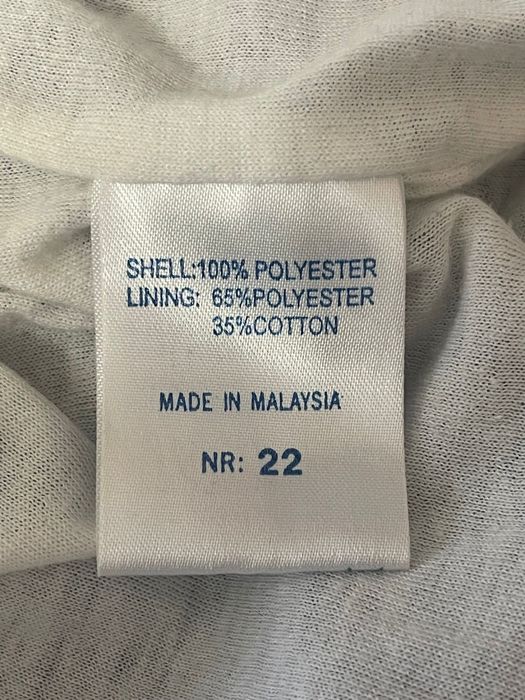 SHELL:100% POLYESTER
LINING: 65%POLYESTER
35%COTTON
MADE IN MALAYSIA
NR: 22